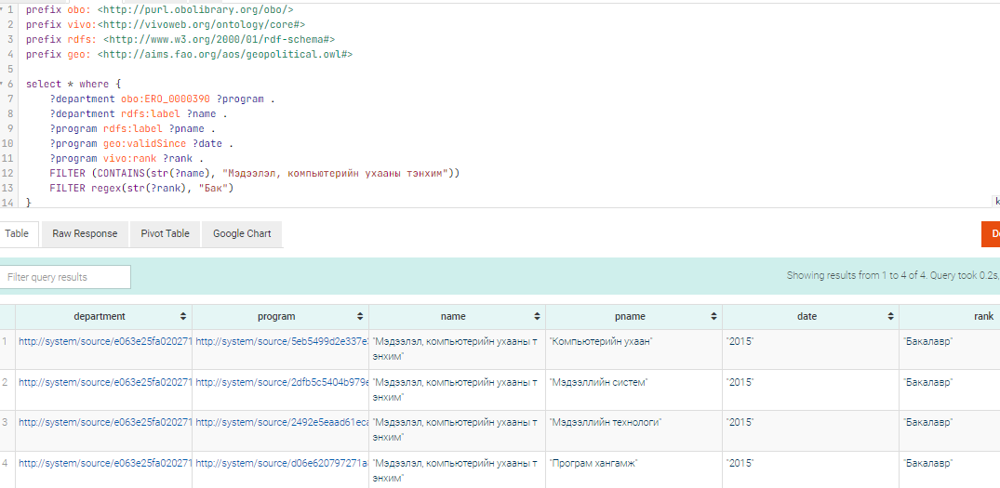 1 prefix obo: <http://purl.obolibrary.org/obo/>
2 prefix vivo:<http://vivoweb.org/ontology/core#>
3 prefix rdfs: <http://www.w3.org/2000/01/rdf-schema#>
4 prefix geo: <http://aims.fao.org/aos/geopolitical.owl#>
5
6 select * where {
7 ?department obo:ERO_0000390 ?program .
8 ?department rdfs:label ?name .
9 ?program rdfs:label ?pname .
10 ?program geo:validSince ?date .
11 ?program vivo:rank ?rank .
12 FILTER (CONTAINS(str(?name), "Мэдээлэл, компьютерийн ухааны тэнхим"))
13 FILTER regex(str(?rank), "Бак")
14 }
k
Table Raw Response Pivot Table Google Chart
Filter query results Showing results from 1 to 4 of 4. Query took 0.2s,
department program name pname date rank
1 http://system/source/e063e25fa020271 http://system/source/5eb5499d2e337e "Мэдээлэл, компьютерийн ухааны т "Компьютерийн ухаан" "2015" "Бакалавр"
энхим"
2 http://system/source/e063e25fa020271 http://system/source/2dfb5c5404b979e "Мэдээлэл, компьютерийн ухааны т "Мэдээллийн систем" "2015" "Бакалавр"
энхим"
3 http://system/source/e063e25fa020271 http://system/source/2492e5eaad61eca "Мэдээлэл, компьютерийн ухааны т "Мэдээллийн технологи" "2015" "Бакалавр"
энхим"
4 http://system/source/e063e25fa020271 http://system/source/d06e620797271a "Мэдээлэл, компьютерийн ухааны т "Програм хангамж" "2015" "Бакалавр"
энхим"